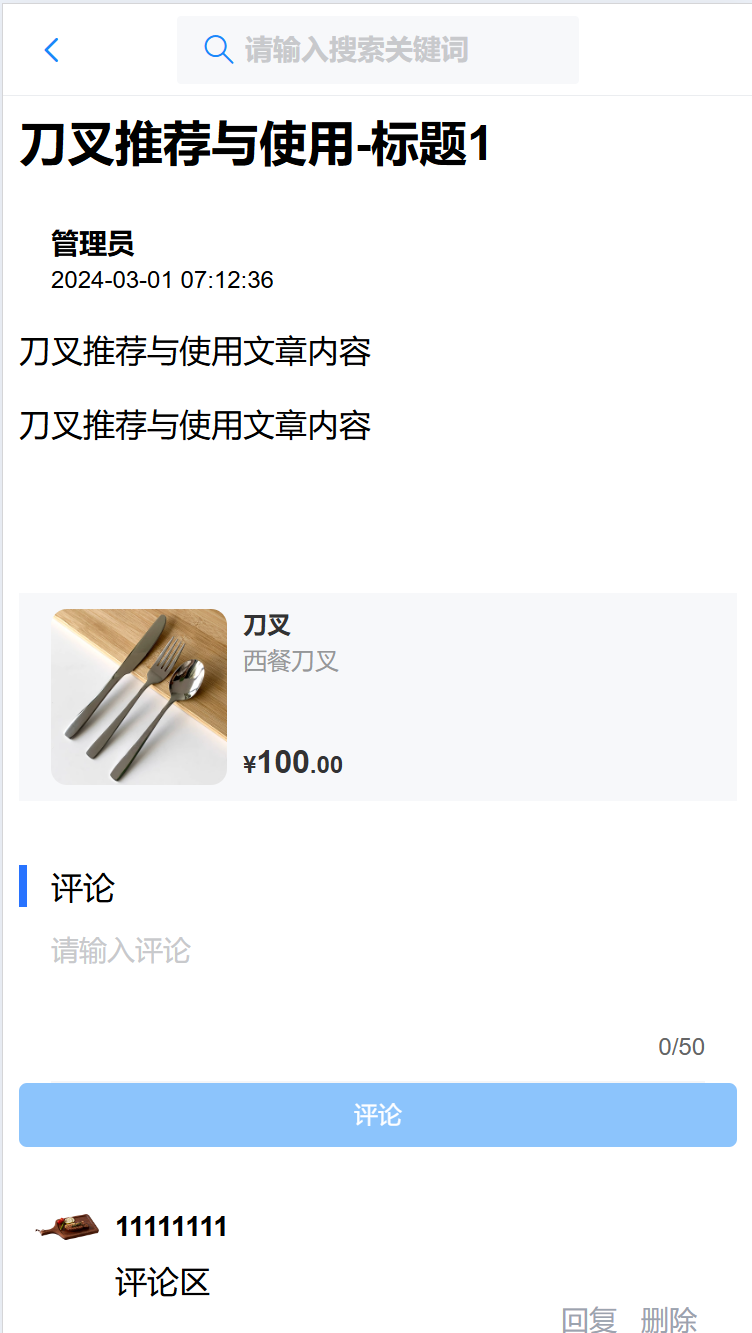 请输入搜索关键词
刀叉推荐与使用-标题1
管理员
2024-03-01 07:12:36
刀叉推荐与使用文章内容
刀叉推荐与使用文章内容
刀叉
西餐刀叉
¥100.00
评论
请输入评论
0/50
评论
11111111
评论区
回复 删除